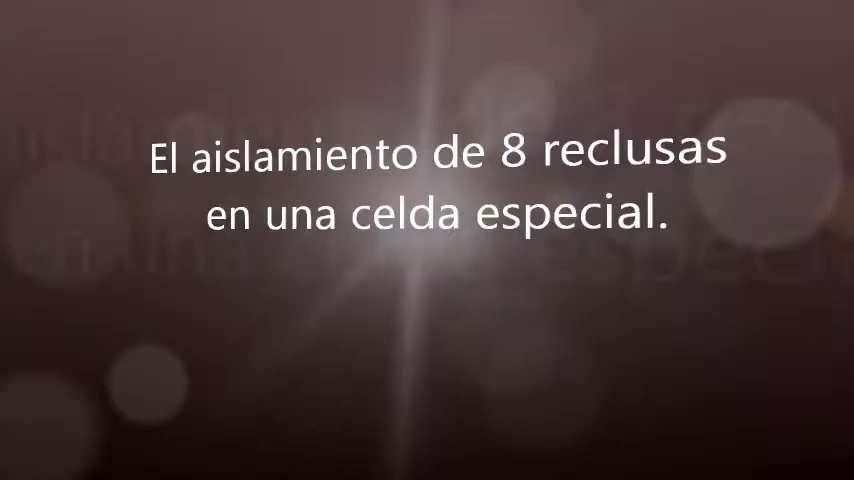 El aislamiento de 8 reclusas
en una celda especial.